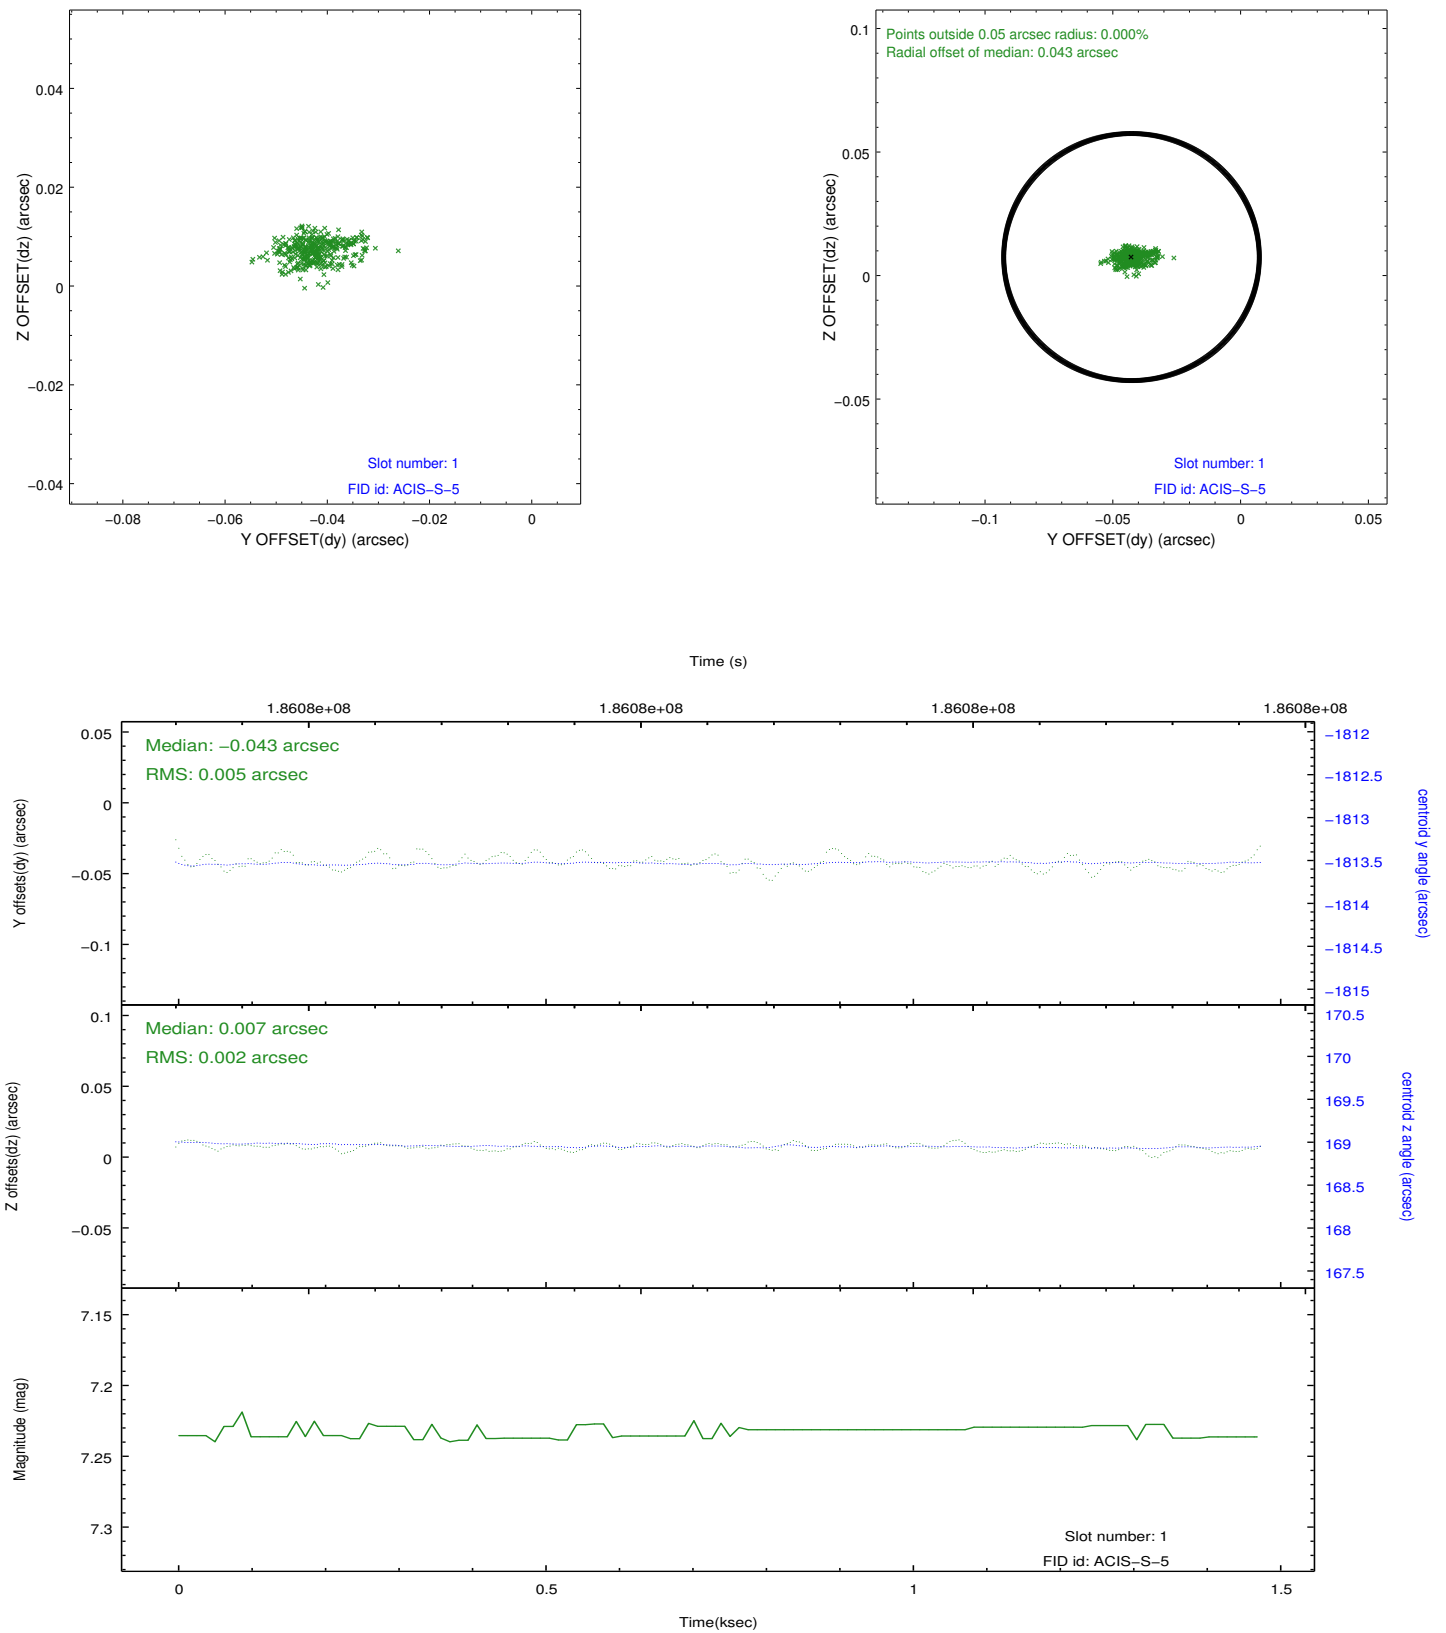 0.04
0.02
0
−0.02
−0.04
Z OFFSET(dz) (arcsec)
Slot number: 1
FID id: ACIS−S−5
−0.08 −0.06 −0.04 −0.02 0
Y OFFSET(dy) (arcsec)
Points outside 0.05 arcsec radius: 0.000%
Radial offset of median: 0.043 arcsec
0.1
0.05
0
−0.05
Z OFFSET(dz) (arcsec)
Slot number: 1
FID id: ACIS−S−5
−0.1 −0.05 0 0.05
Y OFFSET(dy) (arcsec)
Time (s)
1.8608e+08 1.8608e+08 1.8608e+08 1.8608e+08
Median: −0.043 arcsec
RMS: 0.005 arcsec
0.05
0
−0.05
−0.1
Y offsets(dy) (arcsec)
−1812
−1812.5
−1813
−1813.5
−1814
−1814.5
−1815
centroid y angle (arcsec)
Median: 0.007 arcsec
RMS: 0.002 arcsec
0.1
0.05
0
−0.05
Z offsets(dz) (arcsec)
170.5
170
169.5
169
168.5
168
167.5
centroid z angle (arcsec)
7.15
7.2
7.25
7.3
Magnitude (mag)
Slot number: 1
FID id: ACIS−S−5
0 0.5 1 1.5
Time(ksec)